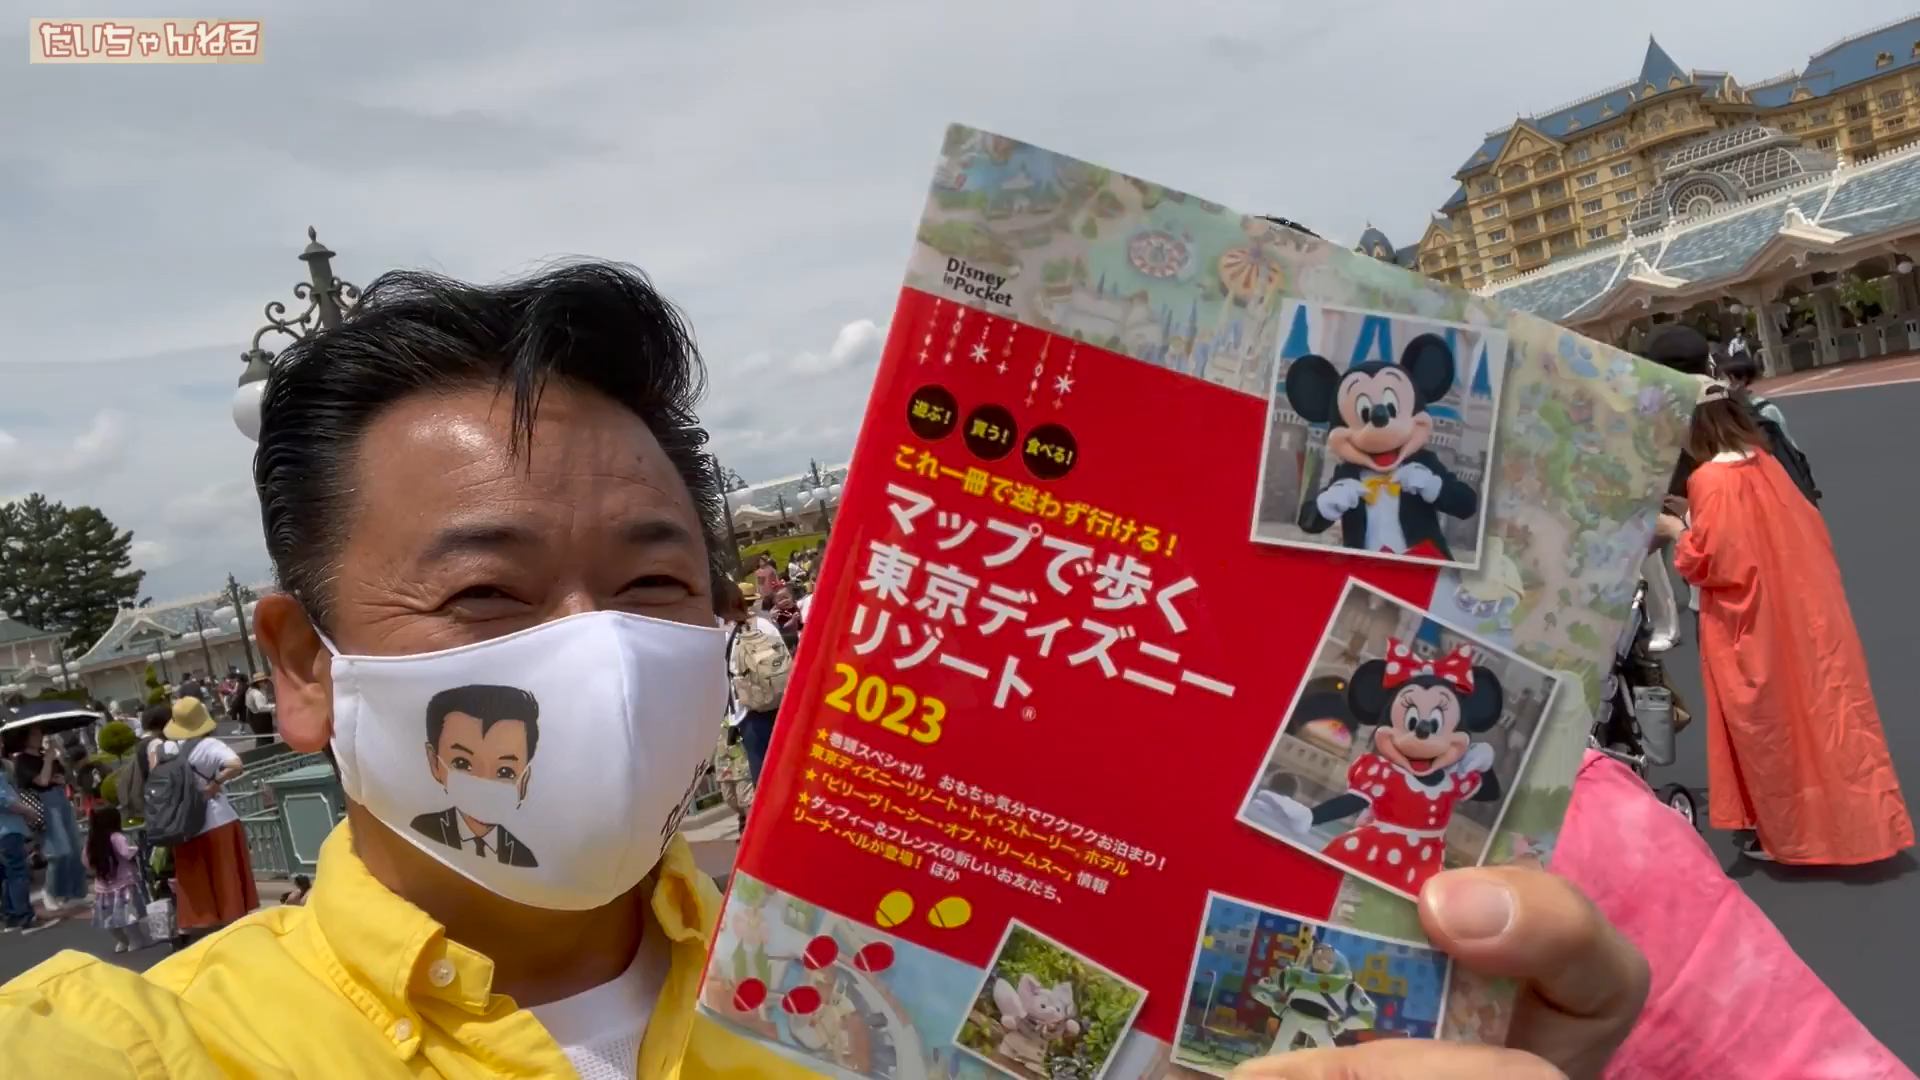 だいちゃんねる
Disney
in Pocket
遊ぶ!
買う!
食べる!
これ一冊で迷わず行ける!
マップで歩く
東京ディズニー
リゾート®
2023
★巻頭スペシャル おもちゃ気分でワクワクお泊まり!
東京ディズニーリゾート・トイ・ストーリー®ホテル
★「ビリーヴ!~シー・オブ・ドリームス~」情報
★ダッフィー&フレンズの新しいお友だち、
リーナ・ベルが登場! ほか